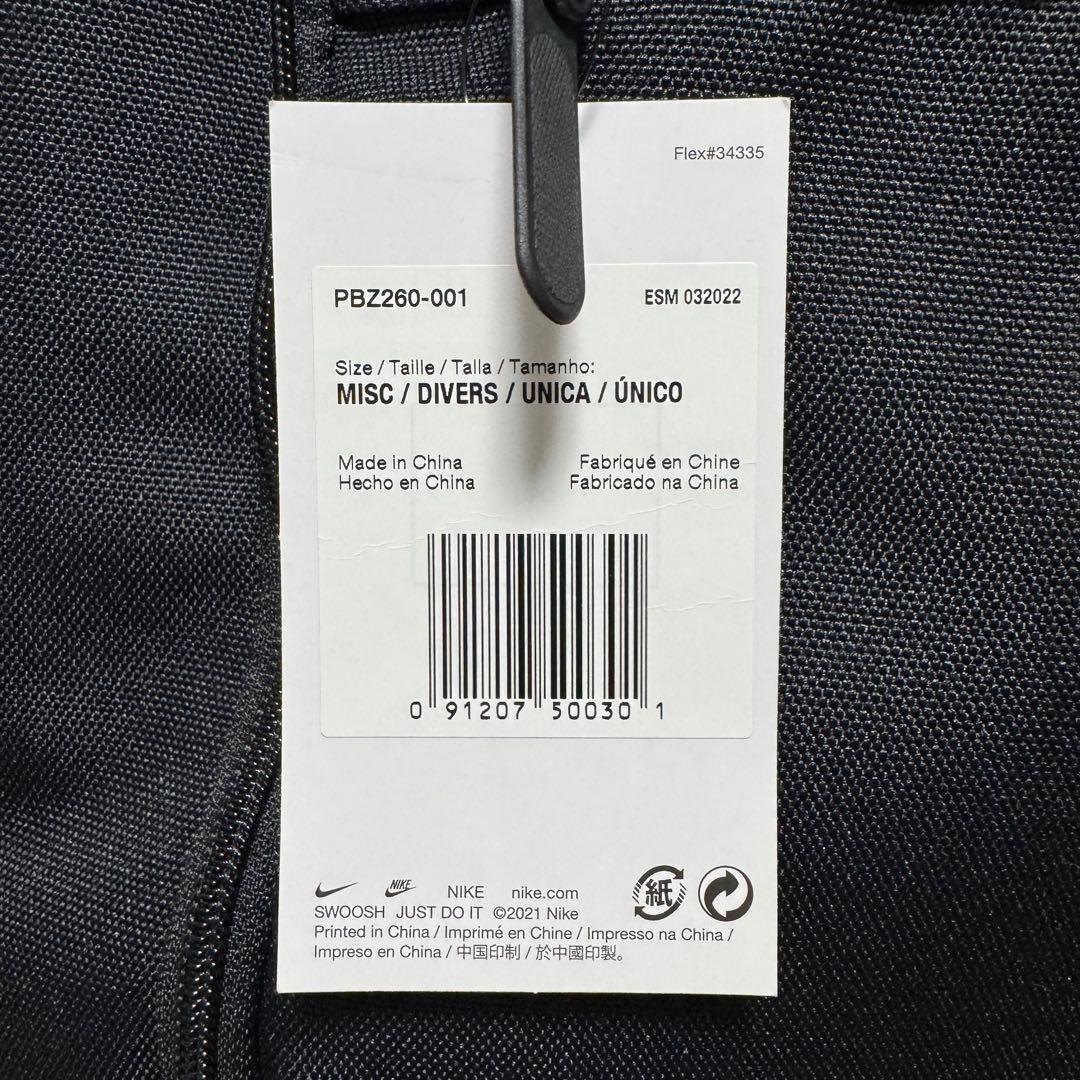 Flex#34335
PBZ260-001 ESM 032022
Size / Taille / Talla / Tamanho:
MISC / DIVERS / UNICA / ÚNICO
Made in China Fabriqué en Chine
Hecho en China Fabricado na China
0 91207 50030 1
紙
NIKE NIKE nike.com
SWOOSH JUST DO IT ©2021 Nike
Printed in China / Imprimé en Chine / Impresso na China /
Impreso en China / 中国印制 / 於中國印製。